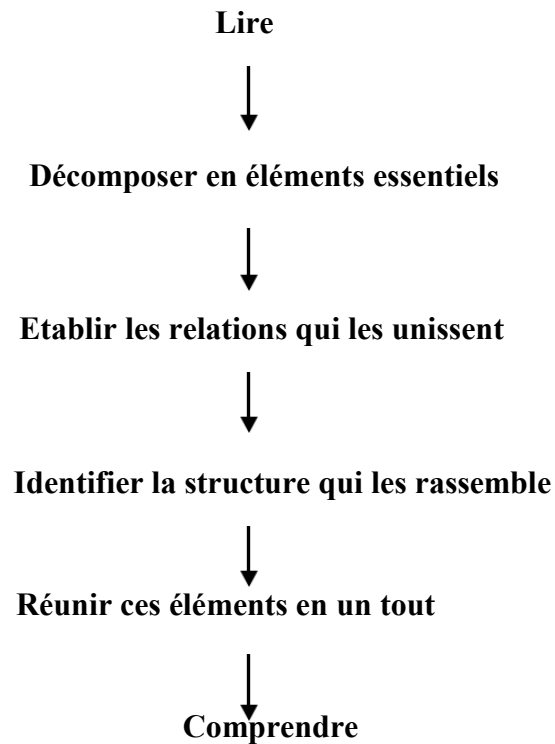 Lire
Décomposer en éléments essentiels
Etablir les relations qui les unissent
Identifier la structure qui les rassemble
Réunir ces éléments en un tout
Comprendre